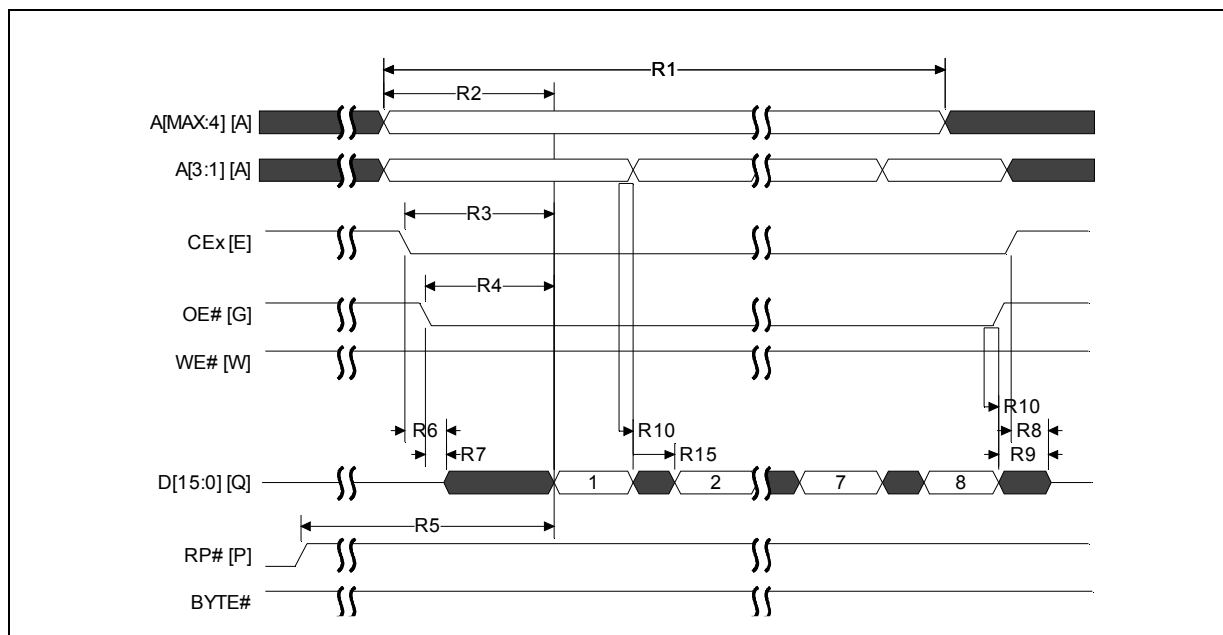 R1
R2
A[MAX:4] [A]
A[3:1] [A]
R3
CEx [E]
R4
OE# [G]
WE# [W]
R10
R6
R10
R8
R7
R15
R9
D[15:0] [Q]
1
2
7
8
R5
RP# [P]
BYTE#